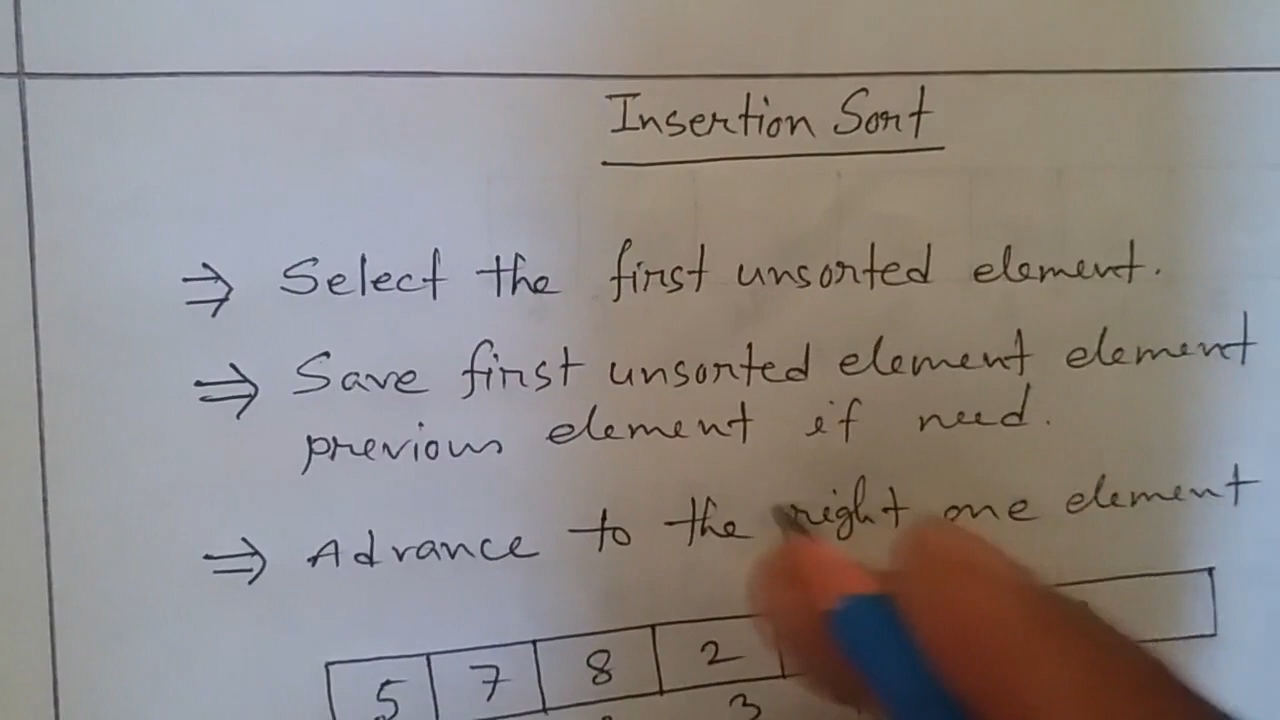 Insertion Sort
⇒ Select the first unsorted element.
⇒ Save first unsorted element element
previous element if need.
⇒ Advance to the right one element
5 7 8 2
3